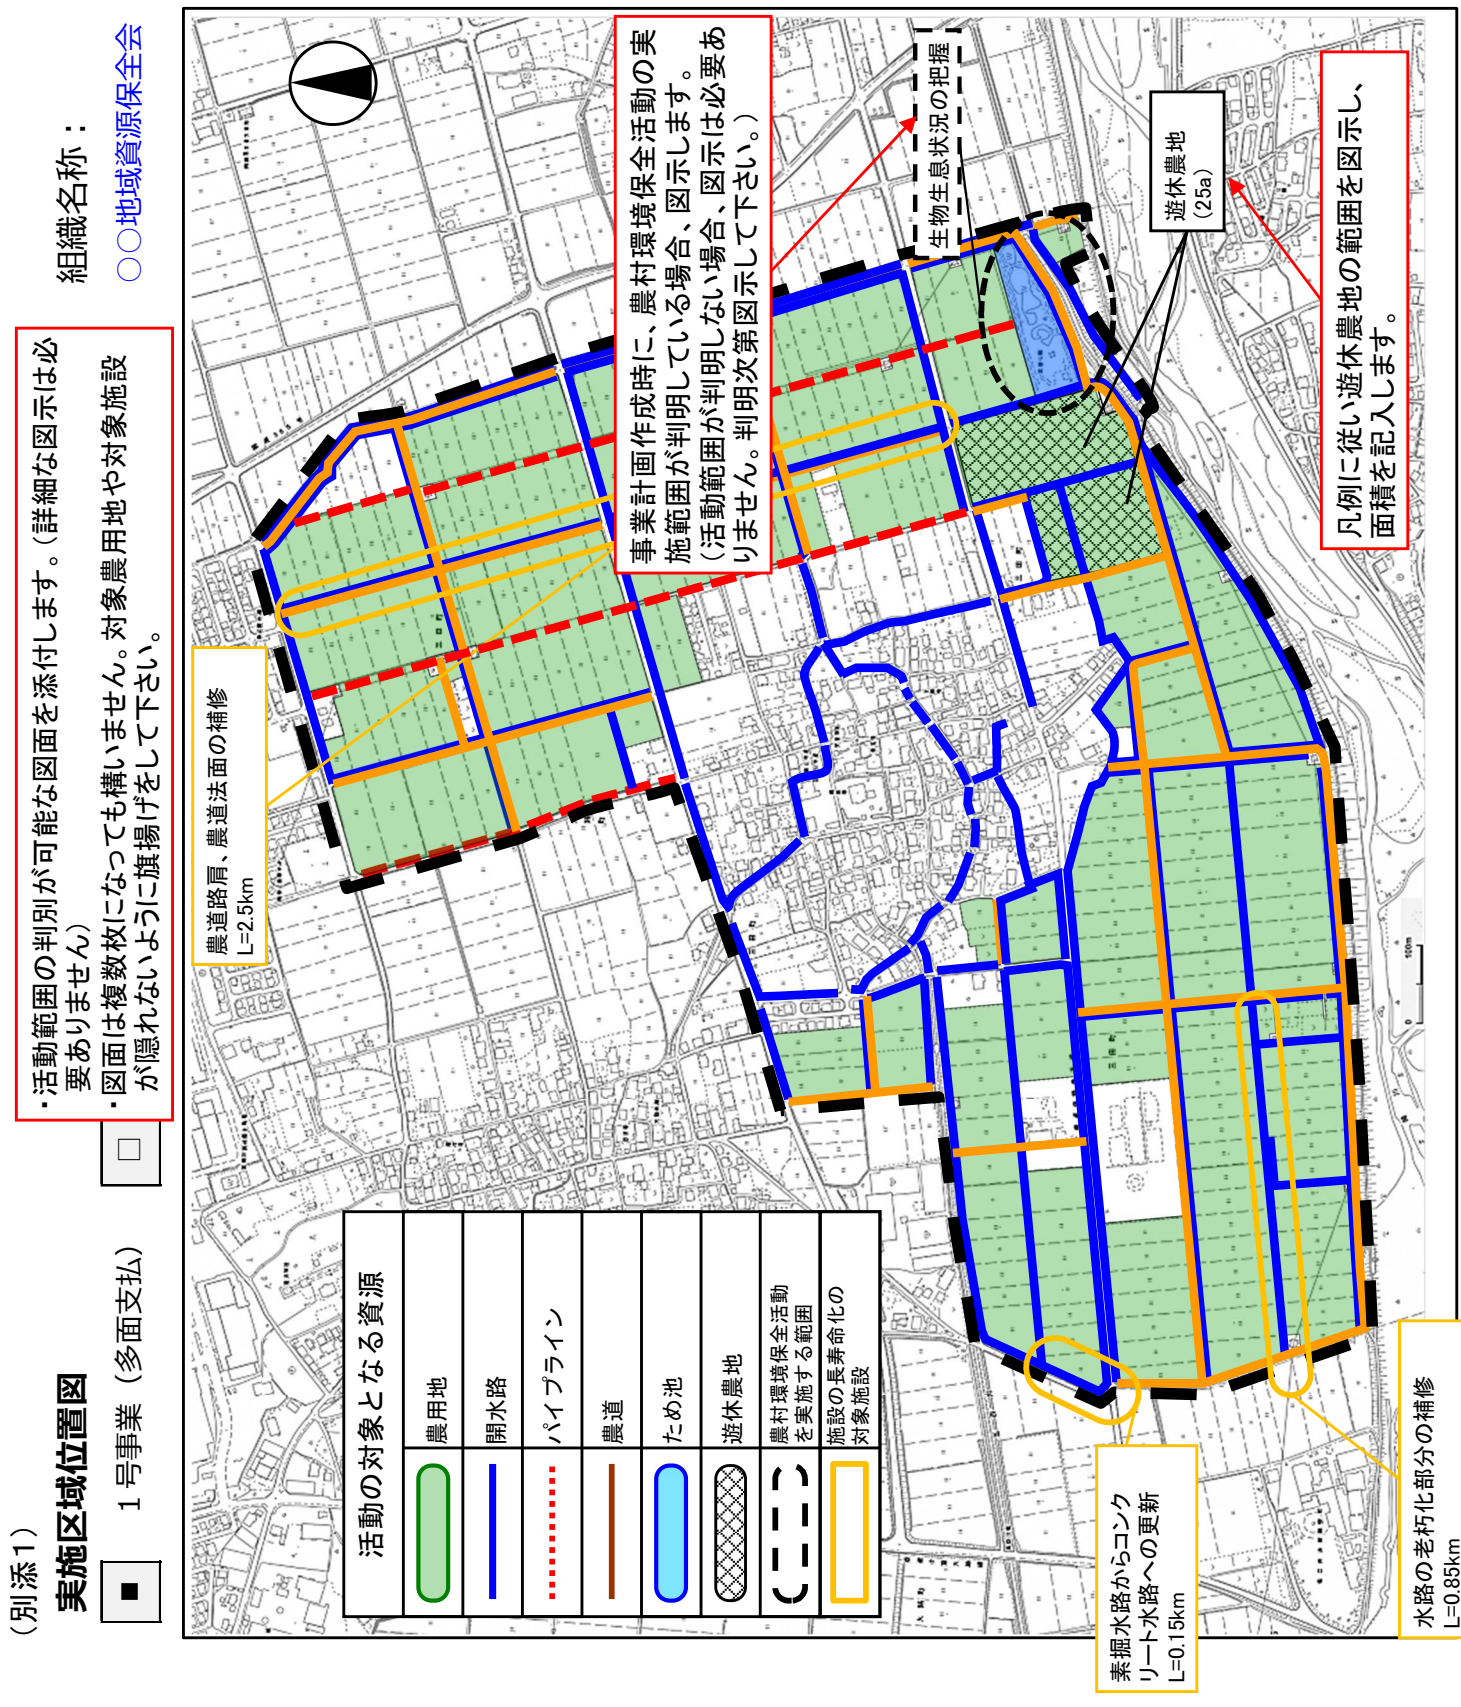 （別添１）
実施区域位置図
■
１号事業（多面支払）
□
・活動範囲の判別が可能な図面を添付します。（詳細な図示は必
要ありません）
・図面は複数枚になっても構いません。対象農用地や対象施設
が隠れないように旗揚げをして下さい。
組織名称：
○○地域資源保全会
農道路肩、農道法面の補修
L=2.5km
事業計画作成時に、農村環境保全活動の実
施範囲が判明している場合、図示します。
（活動範囲が判明しない場合、図示は必要あ
りません。判明次第図示して下さい。）
生物生息状況の把握
遊休農地
(25a)
凡例に従い遊休農地の範囲を図示し、
面積を記入します。
活動の対象となる資源
農用地
開水路
パイプライン
農道
ため池
遊休農地
農村環境保全活動
を実施する範囲
施設の長寿命化の
対象施設
素掘水路からコンク
リート水路への更新
L=0.15km
水路の老朽化部分の補修
L=0.85km
0 100m